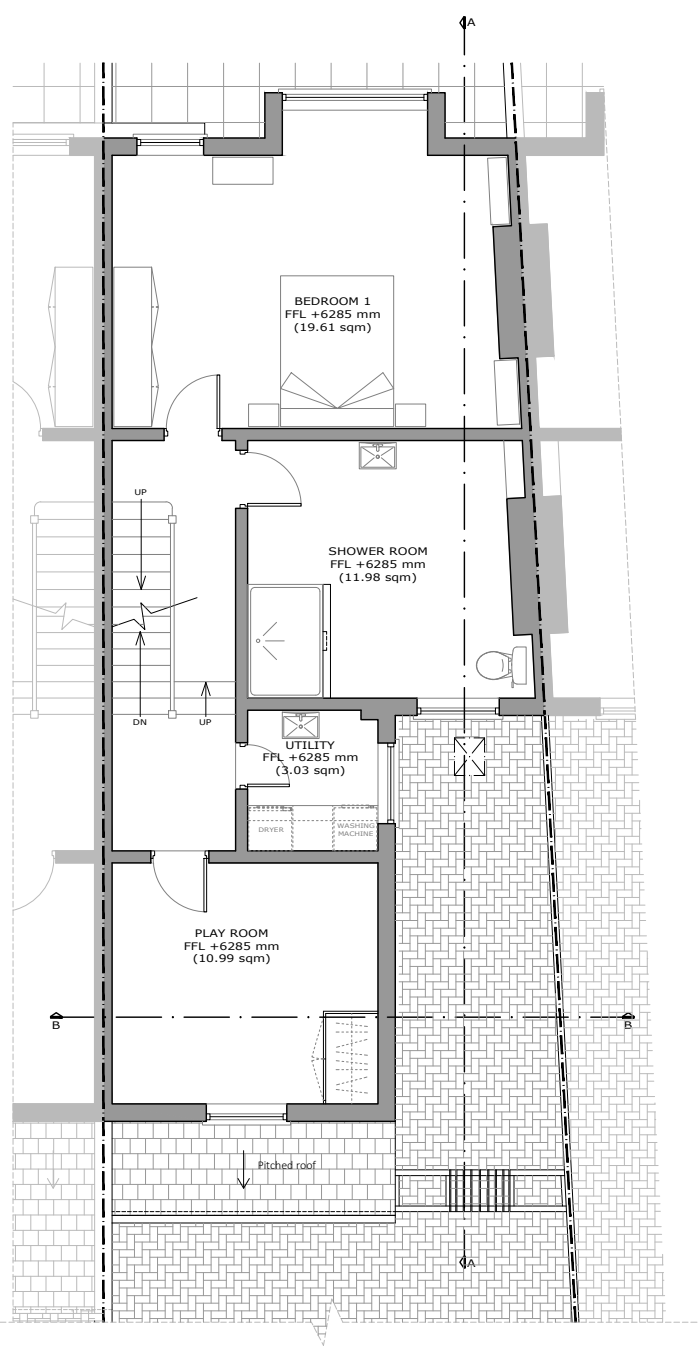 A
BEDROOM 1
FFL +6285 mm
(19.61 sqm)
UP
SHOWER ROOM
FFL +6285 mm
(11.98 sqm)
DN
UP
UTILITY
FFL +6285 mm
(3.03 sqm)
DRYER
WASHING
MACHINE
PLAY ROOM
FFL +6285 mm
(10.99 sqm)
B
B
Pitched roof
A